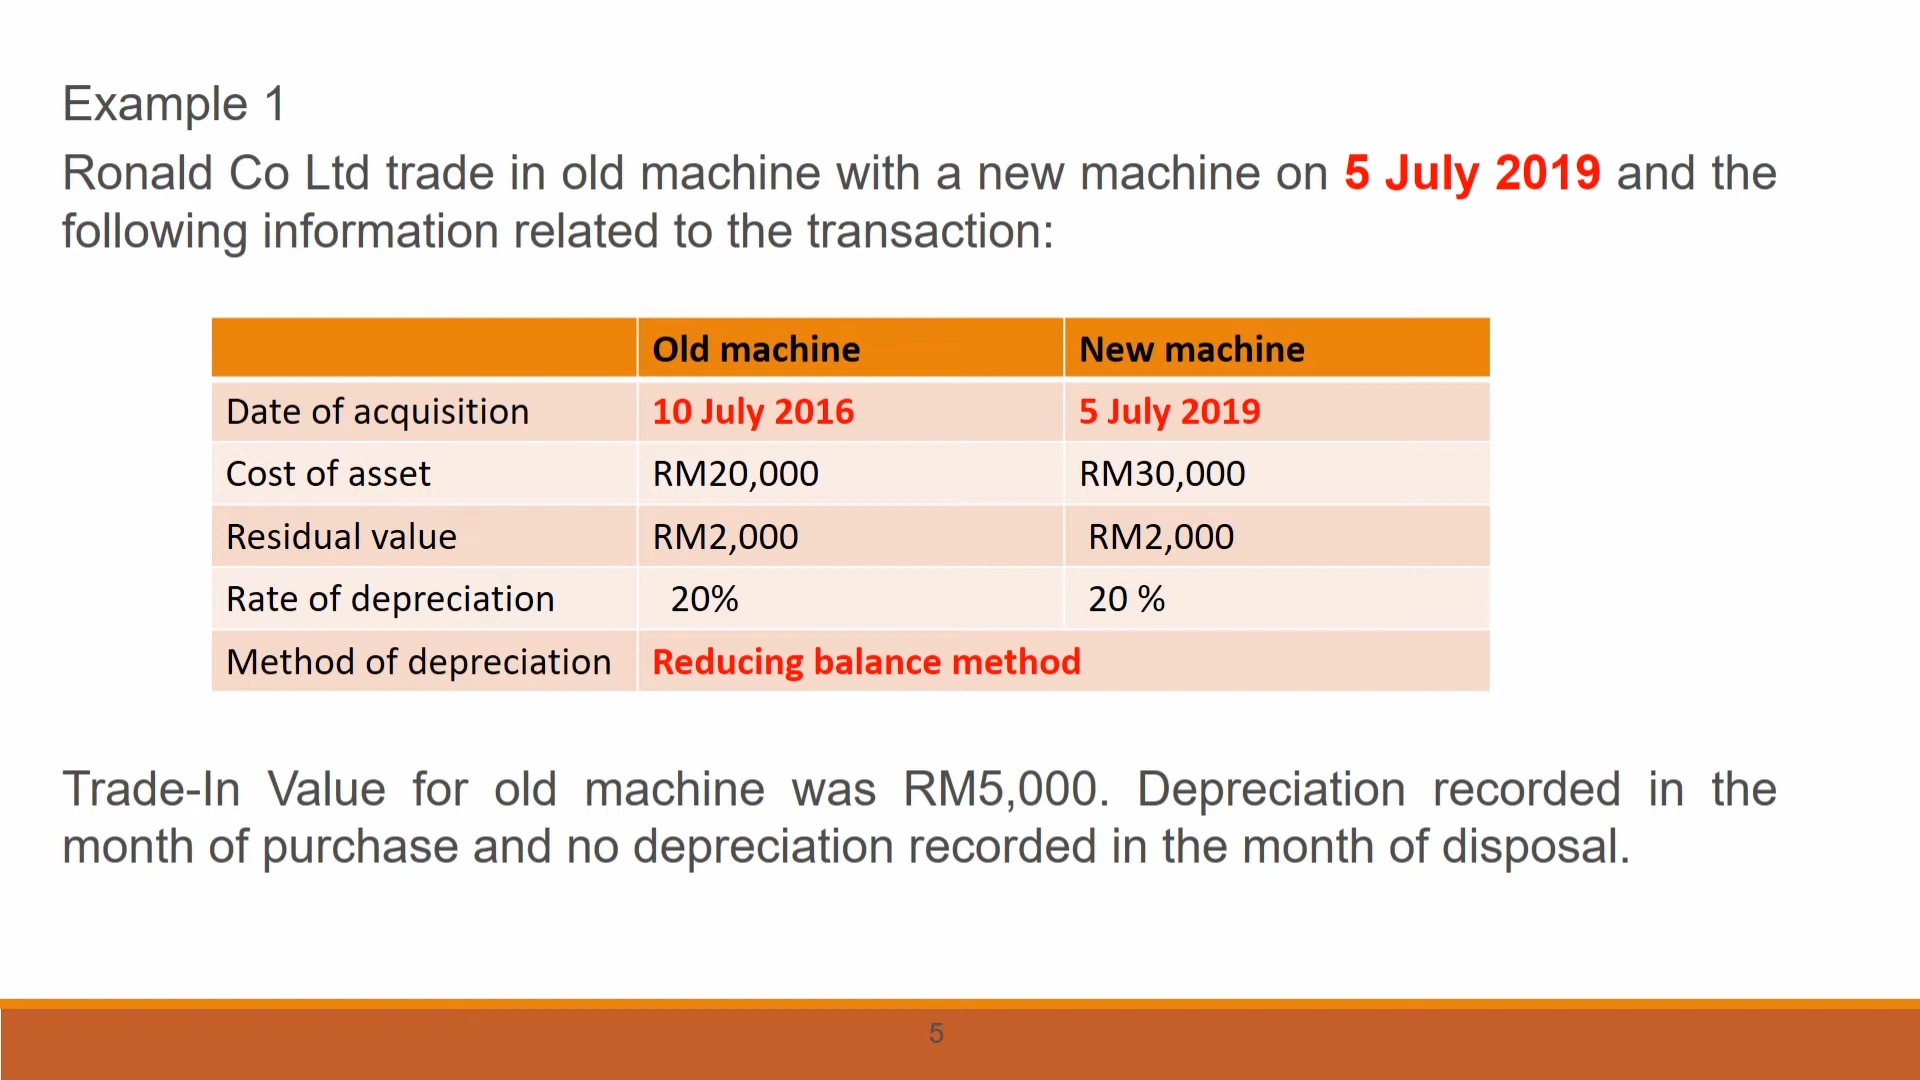 Example 1
Ronald Co Ltd trade in old machine with a new machine on 5 July 2019 and the
following information related to the transaction:
Old machine New machine
Date of acquisition 10 July 2016 5 July 2019
Cost of asset RM20,000 RM30,000
Residual value RM2,000 RM2,000
Rate of depreciation 20% 20 %
Method of depreciation Reducing balance method
Trade-In Value for old machine was RM5,000. Depreciation recorded in the
month of purchase and no depreciation recorded in the month of disposal.
5